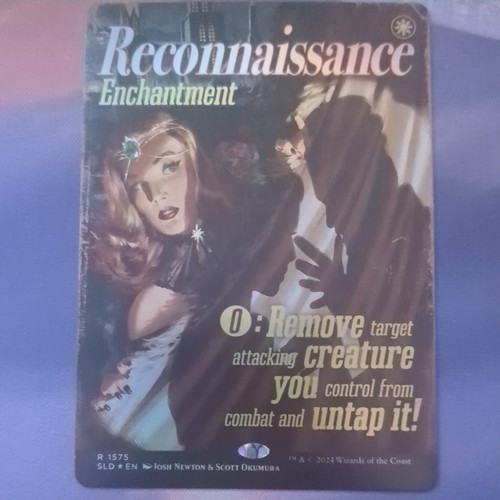 Reconnaissance
Enchantment
0: Remove target
attacking creature
you control from
combat and untap it!
R 1575
SLD ★ EN Josh Newton & Scott Okumura
™ & © 2024 Wizards of the Coast